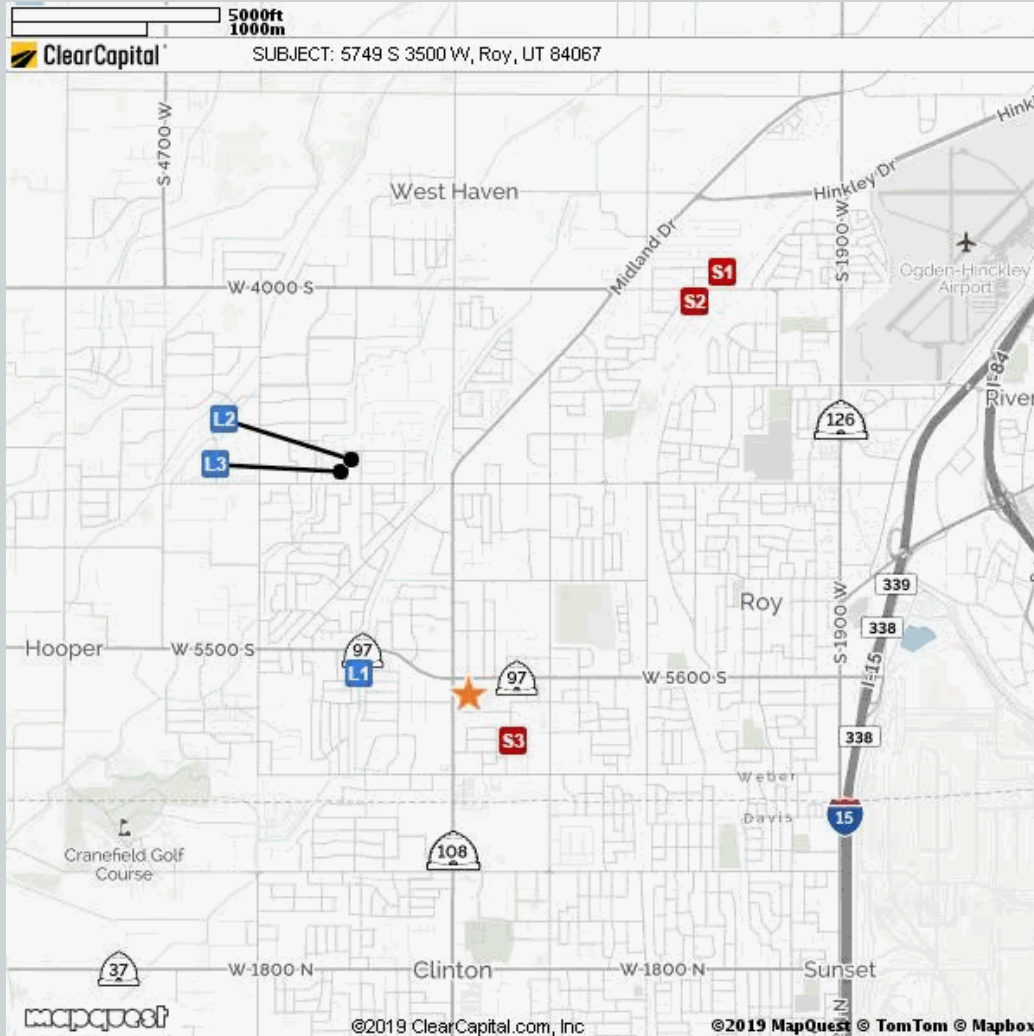 5000ft
1000m
ClearCapital
SUBJECT: 5749 S 3500 W, Roy, UT 84067
S-4700-W
West Haven
Hinkley Dr
S-1900-W
Midland Dr
S1
S2
Ogden-Hinckley
Airport
W-4000-S
I-84
L2
L3
126
339
Roy
338
S-1900-W
I-15
Hooper
W-5500-S
97
L1
97
W-5600-S
S3
338
Weber
Davis
15
Cranefield Golf
Course
108
37
W-1800 N
Clinton
W-1800 N
Sunset
mapquest
©2019 ClearCapital.com, Inc
©2019 MapQuest © TomTom © Mapbox